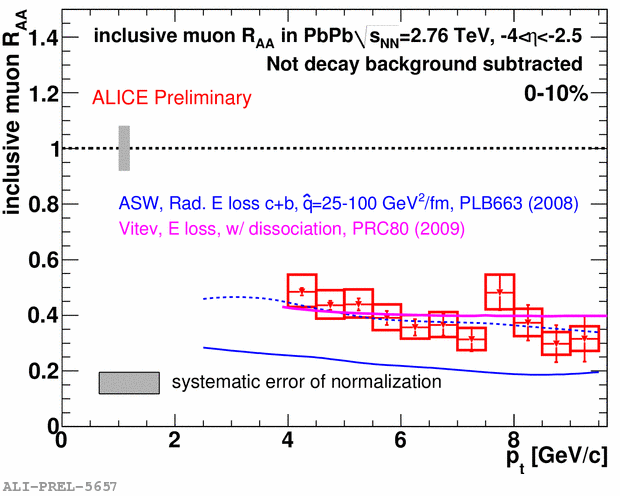 inclusive muon R_AA in PbPb√s_NN=2.76 TeV, -4<η<-2.5
Not decay background subtracted
ALICE Preliminary
0-10%
ASW, Rad. E loss c+b, q̂=25-100 GeV²/fm, PLB663 (2008)
Vitev, E loss, w/ dissociation, PRC80 (2009)
systematic error of normalization
inclusive muon R_AA
1.4
1.2
1
0.8
0.6
0.4
0.2
0
0
2
4
6
8
p_t [GeV/c]
ALI-PREL-5657